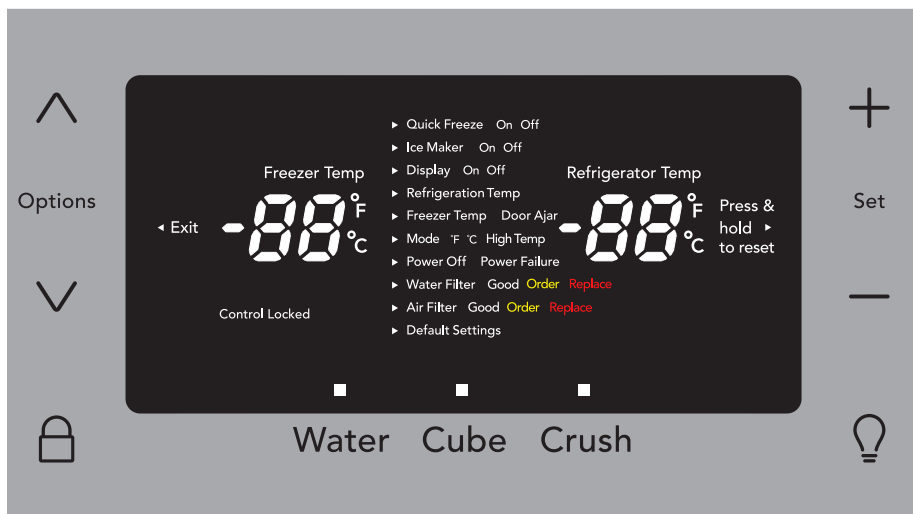 Quick Freeze On Off
Ice Maker On Off
Display On Off
Refrigeration Temp
Freezer Temp Door Ajar
Mode °F °C High Temp
Power Off Power Failure
Water Filter Good Order Replace
Air Filter Good Order Replace
Default Settings
Freezer Temp
-88 °F °C
Refrigerator Temp
-88 °F °C
Options
Exit
Control Locked
Set
Press &
hold
to reset
Water Cube Crush